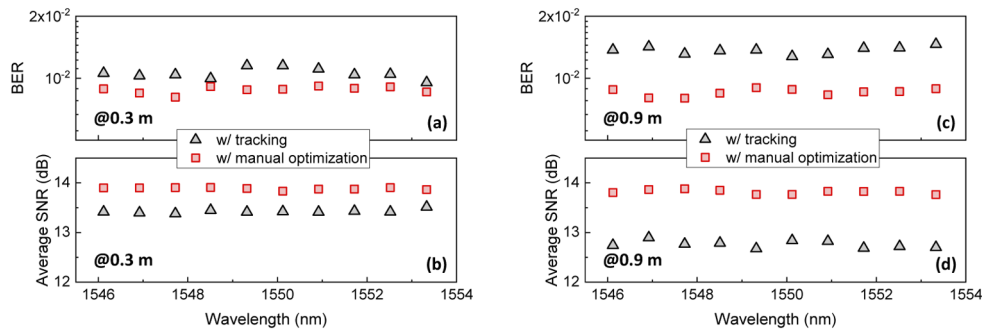 2x10⁻²
10⁻²
BER
@0.3 m
(a)
w/ tracking
w/ manual optimization
14
13
12
Average SNR (dB)
@0.3 m
(b)
1546 1548 1550 1552 1554
Wavelength (nm)
2x10⁻²
10⁻²
BER
@0.9 m
(c)
w/ tracking
w/ manual optimization
14
13
12
Average SNR (dB)
@0.9 m
(d)
1546 1548 1550 1552 1554
Wavelength (nm)